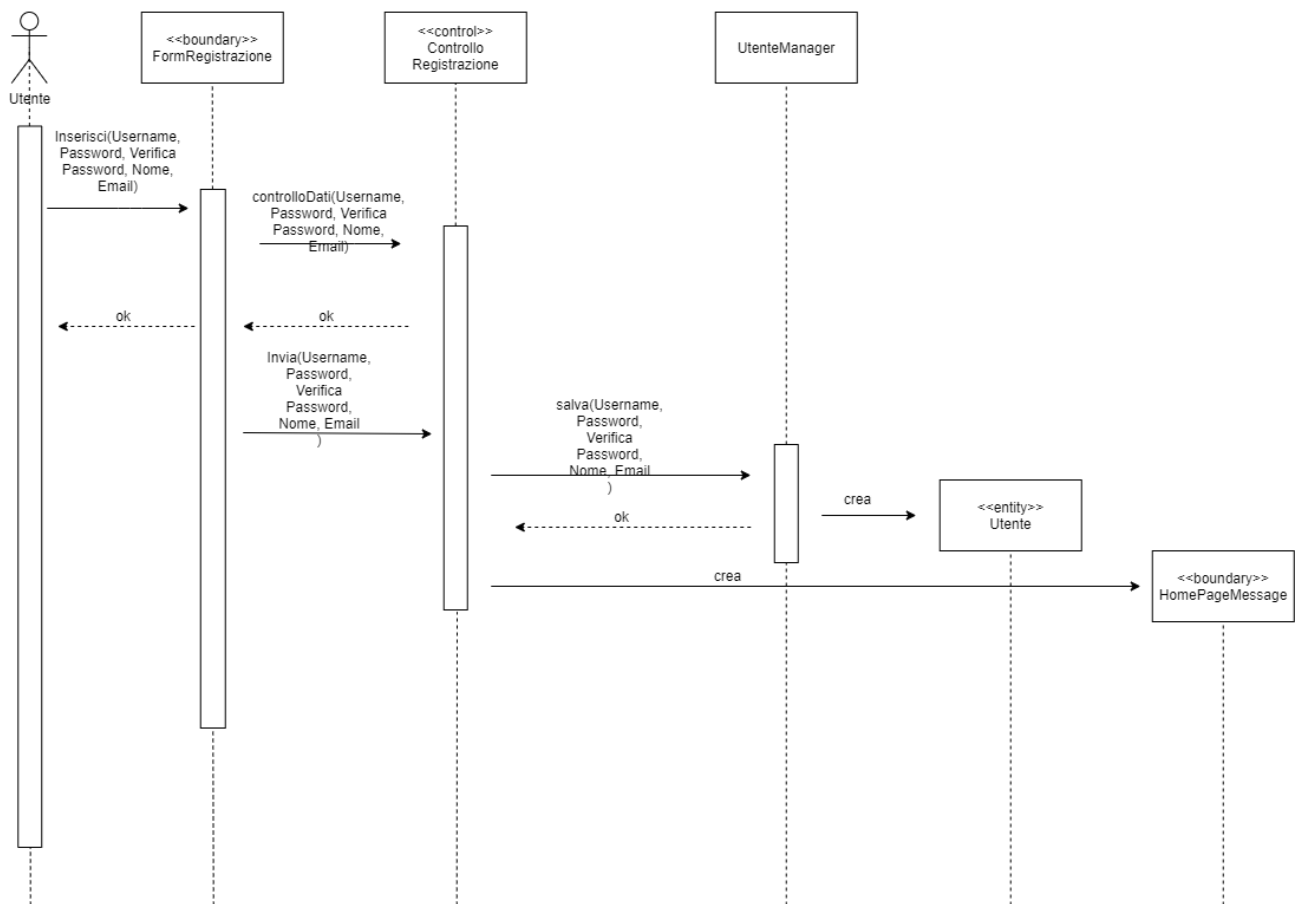 <<boundary>>
FormRegistrazione
<<control>>
Controllo
Registrazione
UtenteManager
Utente
Inserisci(Username,
Password, Verifica
Password, Nome,
Email)
controlloDati(Username,
Password, Verifica
Password, Nome,
Email)
ok
ok
Invia(Username,
Password,
Verifica
Password,
Nome, Email
)
salva(Username,
Password,
Verifica
Password,
Nome, Email
)
crea
<<entity>>
Utente
ok
crea
<<boundary>>
HomePageMessage